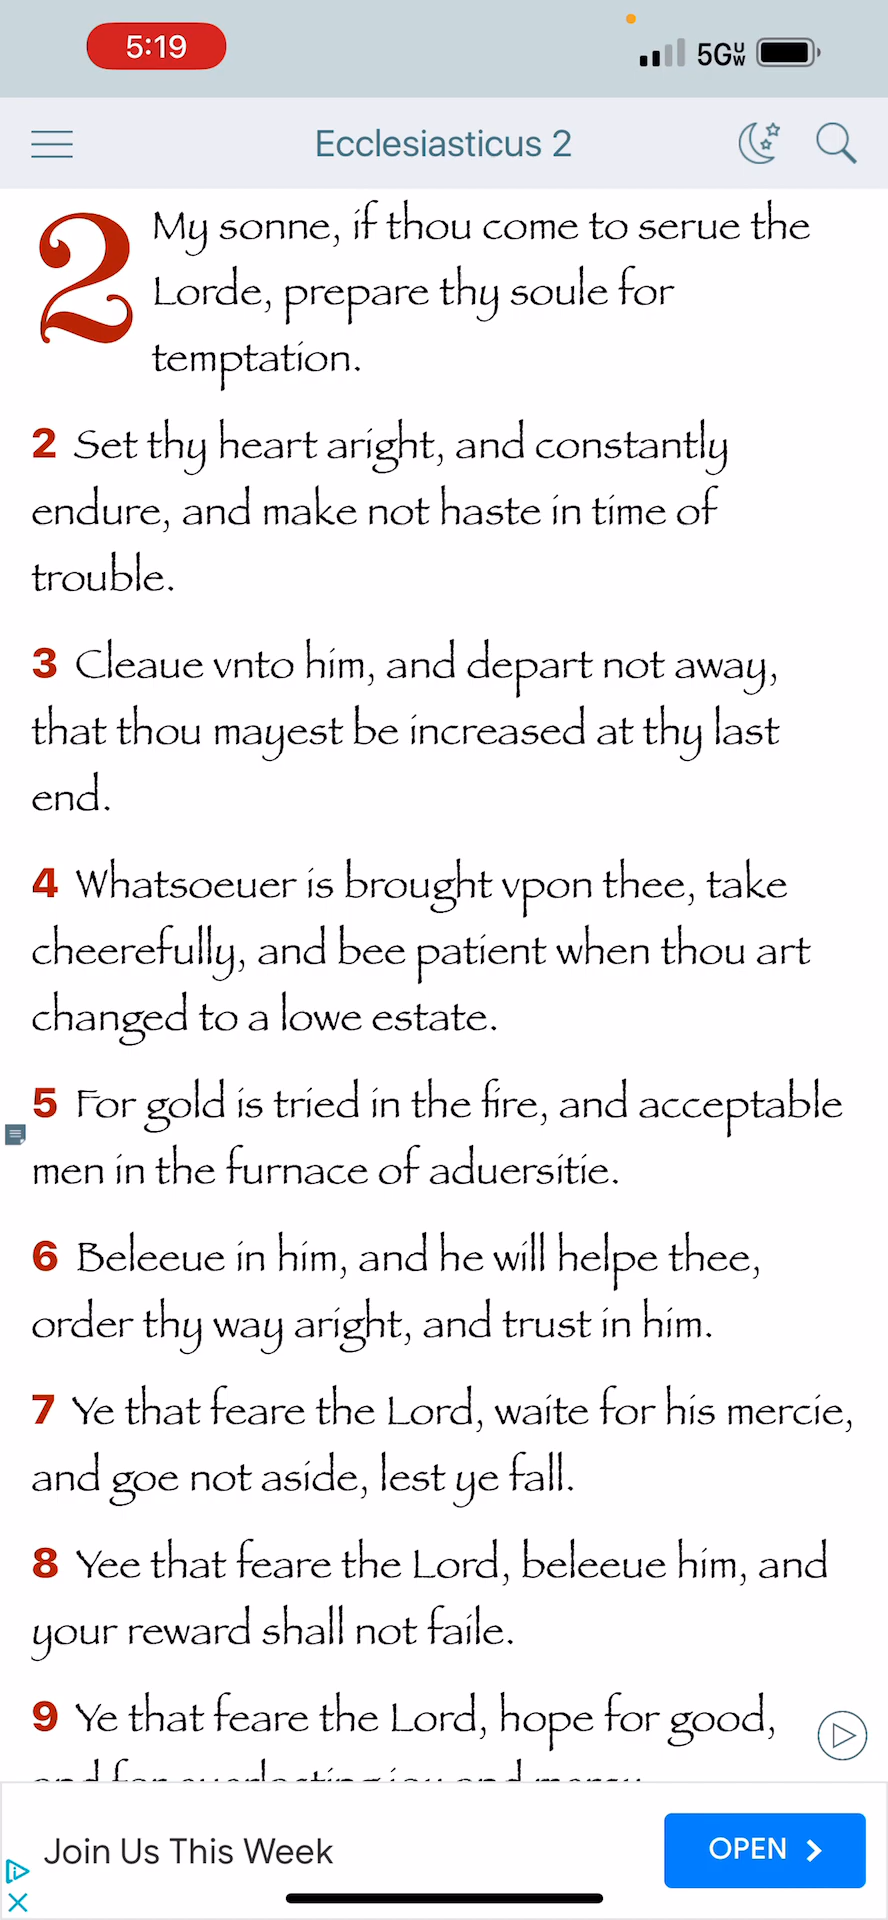 5:19
5G UW
Ecclesiasticus 2
2 My sonne, if thou come to serue the
Lorde, prepare thy soule for
temptation.
2 Set thy heart aright, and constantly
endure, and make not haste in time of
trouble.
3 Cleaue vnto him, and depart not away,
that thou mayest be increased at thy last
end.
4 Whatsoeuer is brought vpon thee, take
cheerefully, and bee patient when thou art
changed to a lowe estate.
5 For gold is tried in the fire, and acceptable
men in the furnace of aduersitie.
6 Beleeue in him, and he will helpe thee,
order thy way aright, and trust in him.
7 Ye that feare the Lord, waite for his mercie,
and goe not aside, lest ye fall.
8 Yee that feare the Lord, beleeue him, and
your reward shall not faile.
9 Ye that feare the Lord, hope for good,
and for everlasting ioy and mercy.
Join Us This Week
OPEN